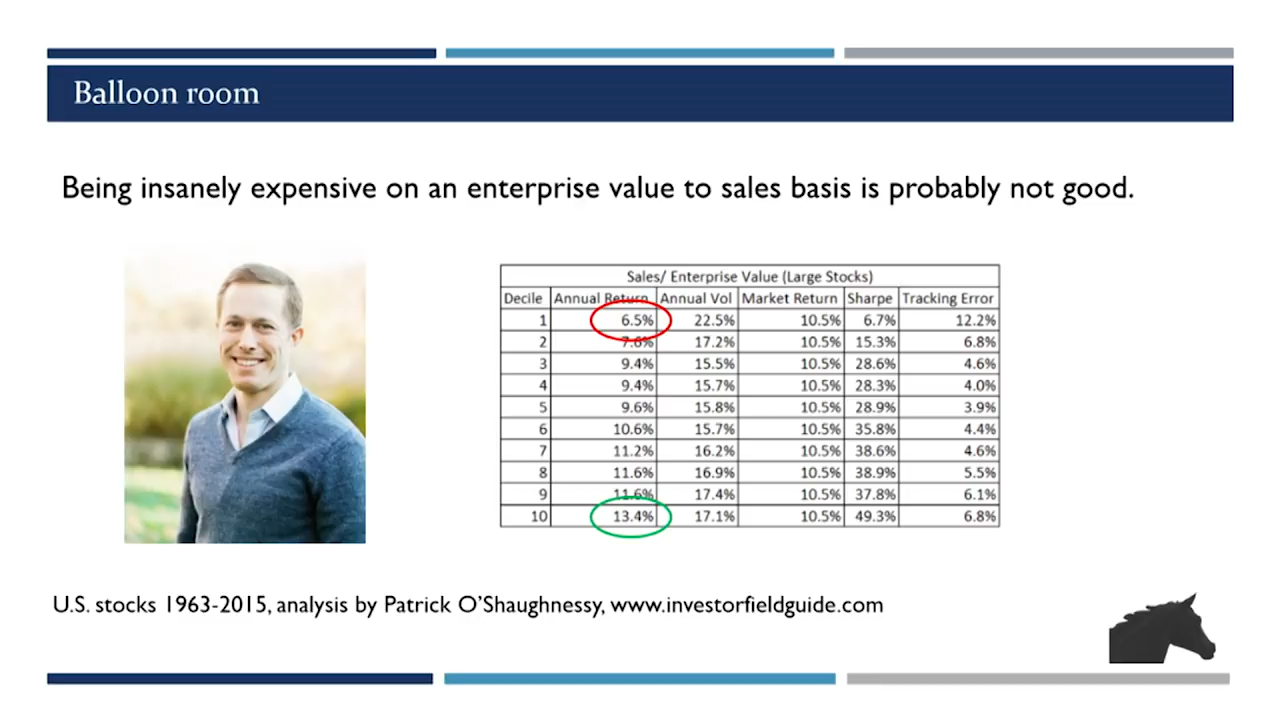 Balloon room
Being insanely expensive on an enterprise value to sales basis is probably not good.
Sales/ Enterprise Value (Large Stocks)
Decile Annual Return Annual Vol Market Return Sharpe Tracking Error
1 6.5% 22.5% 10.5% 6.7% 12.2%
2 7.6% 17.2% 10.5% 15.3% 6.8%
3 9.4% 15.5% 10.5% 28.6% 4.6%
4 9.4% 15.7% 10.5% 28.3% 4.0%
5 9.6% 15.8% 10.5% 28.9% 3.9%
6 10.6% 15.7% 10.5% 35.8% 4.4%
7 11.2% 16.2% 10.5% 38.6% 4.6%
8 11.6% 16.9% 10.5% 38.9% 5.5%
9 11.6% 17.4% 10.5% 37.8% 6.1%
10 13.4% 17.1% 10.5% 49.3% 6.8%
U.S. stocks 1963-2015, analysis by Patrick O'Shaughnessy, www.investorfieldguide.com